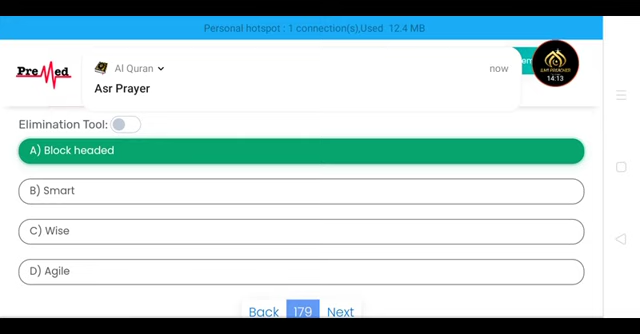 Personal hotspot : 1 connection(s),Used 12.4 MB
PreMed
Al Quran
now
Asr Prayer
14:13
Elimination Tool:
A) Block headed
B) Smart
C) Wise
D) Agile
Back 179 Next